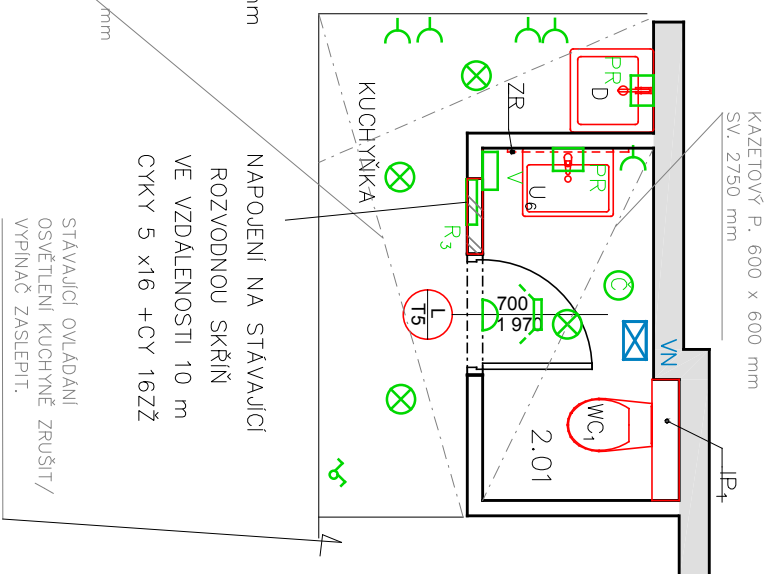 mm
mm
KAZETOVÝ P. 600 x 600 mm
SV. 2750 mm
KUCHYŇKA
ZR
PR
D
V
U6
PR
R3
NAPOJENÍ NA STÁVAJÍCÍ
ROZVODNOU SKŘÍŇ
VE VZDÁLENOSTI 10 m
CYKY 5 x16 +CY 16ZŽ
L
T5
700
1 970
Č
VN
WC1
2.01
IP1
STÁVAJÍCÍ OVLÁDÁNÍ
OSVĚTLENÍ KUCHYNĚ ZRUŠIT/
VYPÍNAČ ZASLEPIT.